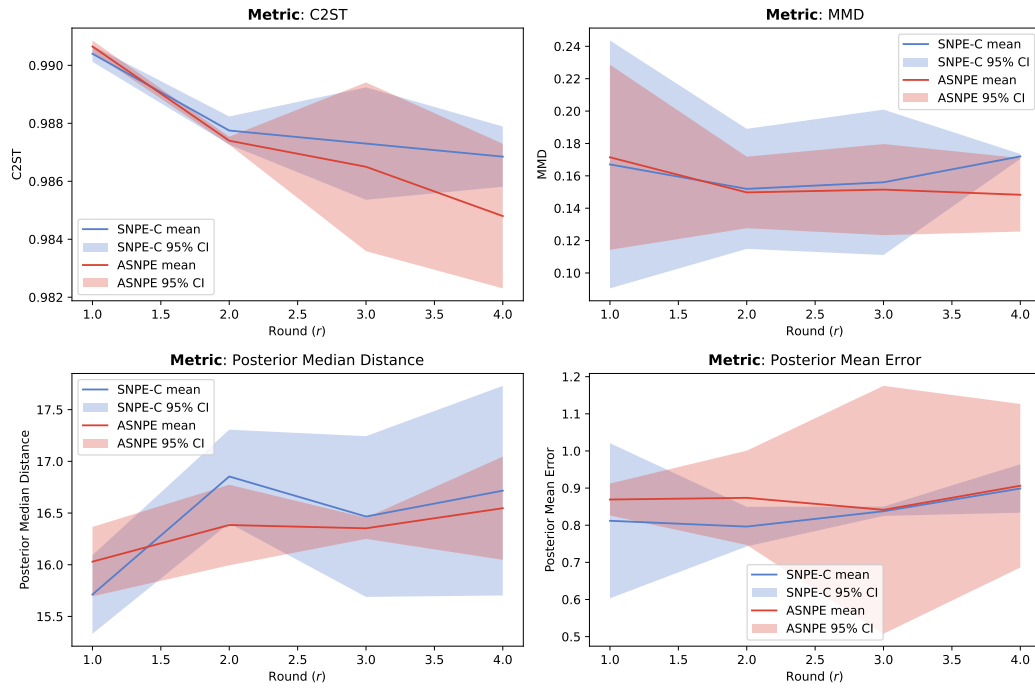 Metric: C2ST
0.990
0.988
0.986
0.984
0.982
C2ST
SNPE-C mean
SNPE-C 95% CI
ASNPE mean
ASNPE 95% CI
1.0 1.5 2.0 2.5 3.0 3.5 4.0
Round (r)
Metric: MMD
0.24
0.22
0.20
0.18
0.16
0.14
0.12
0.10
MMD
SNPE-C mean
SNPE-C 95% CI
ASNPE mean
ASNPE 95% CI
1.0 1.5 2.0 2.5 3.0 3.5 4.0
Round (r)
Metric: Posterior Median Distance
17.5
17.0
16.5
16.0
15.5
Posterior Median Distance
SNPE-C mean
SNPE-C 95% CI
ASNPE mean
ASNPE 95% CI
1.0 1.5 2.0 2.5 3.0 3.5 4.0
Round (r)
Metric: Posterior Mean Error
1.2
1.1
1.0
0.9
0.8
0.7
0.6
0.5
Posterior Mean Error
SNPE-C mean
SNPE-C 95% CI
ASNPE mean
ASNPE 95% CI
1.0 1.5 2.0 2.5 3.0 3.5 4.0
Round (r)